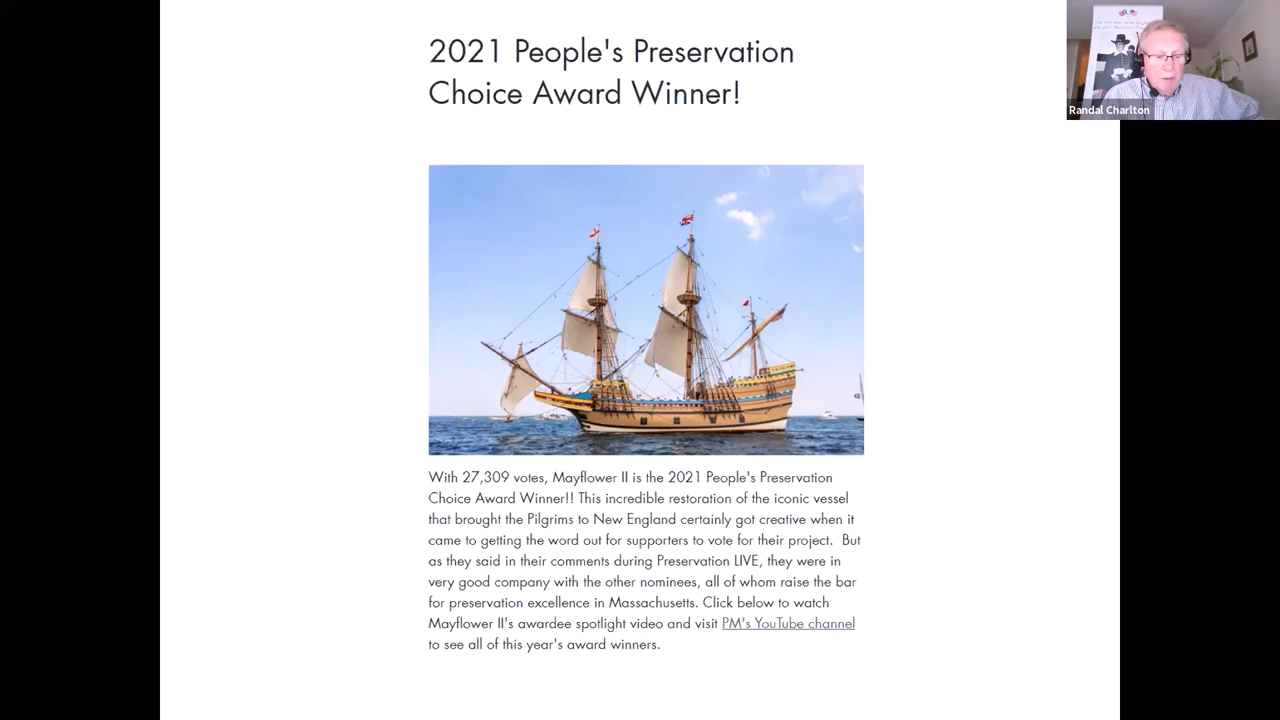 2021 People's Preservation
Choice Award Winner!
Randal Charlton
With 27,309 votes, Mayflower II is the 2021 People's Preservation
Choice Award Winner!! This incredible restoration of the iconic vessel
that brought the Pilgrims to New England certainly got creative when it
came to getting the word out for supporters to vote for their project.  But
as they said in their comments during Preservation LIVE, they were in
very good company with the other nominees, all of whom raise the bar
for preservation excellence in Massachusetts. Click below to watch
Mayflower II's awardee spotlight video and visit PM's YouTube channel
to see all of this year's award winners.